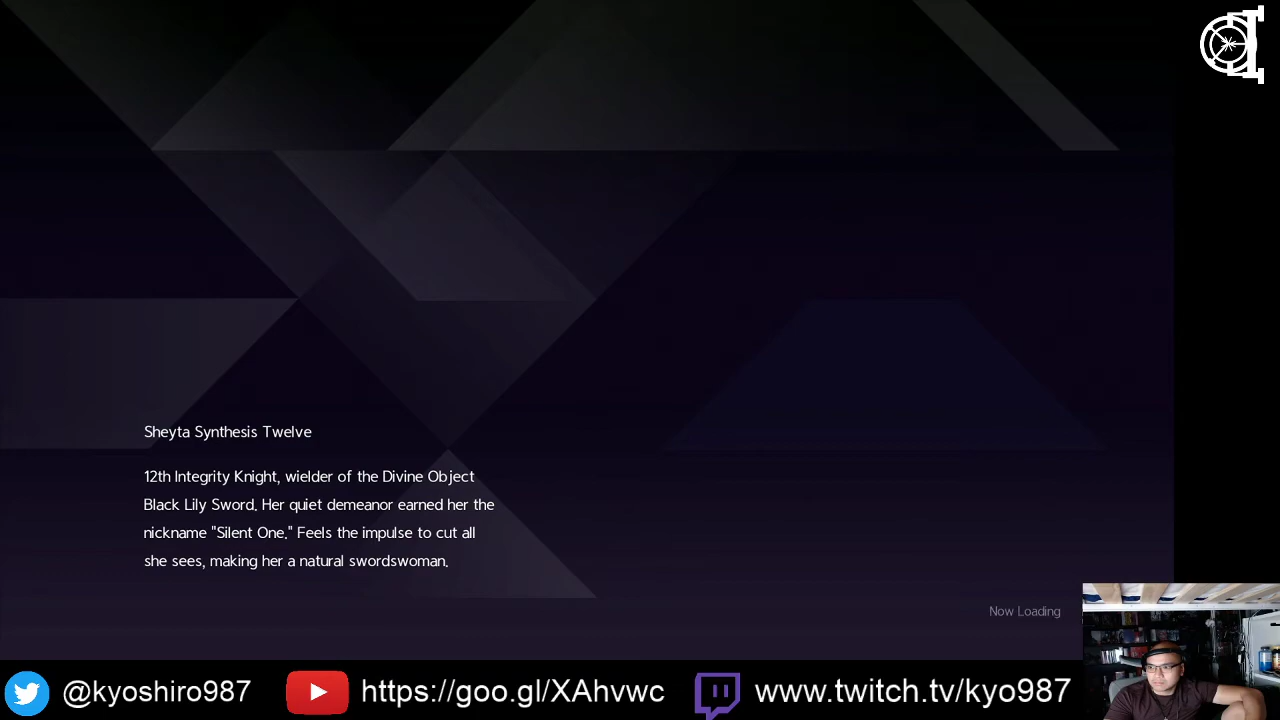 Sheyta Synthesis Twelve
12th Integrity Knight, wielder of the Divine Object
Black Lily Sword. Her quiet demeanor earned her the
nickname "Silent One." Feels the impulse to cut all
she sees, making her a natural swordswoman.
Now Loading
@kyoshiro987
https://goo.gl/XAhvwc
www.twitch.tv/kyo987